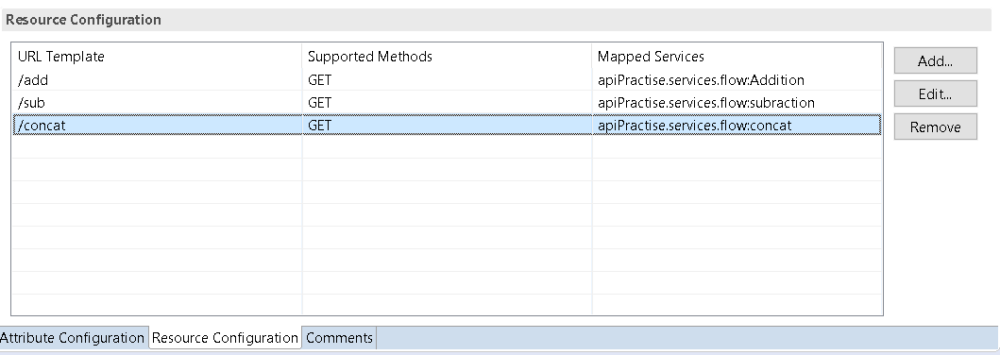 Resource Configuration
URL Template Supported Methods Mapped Services
/add GET apiPractise.services.flow:Addition
/sub GET apiPractise.services.flow:subraction
/concat GET apiPractise.services.flow:concat
Add...
Edit...
Remove
Attribute Configuration Resource Configuration Comments